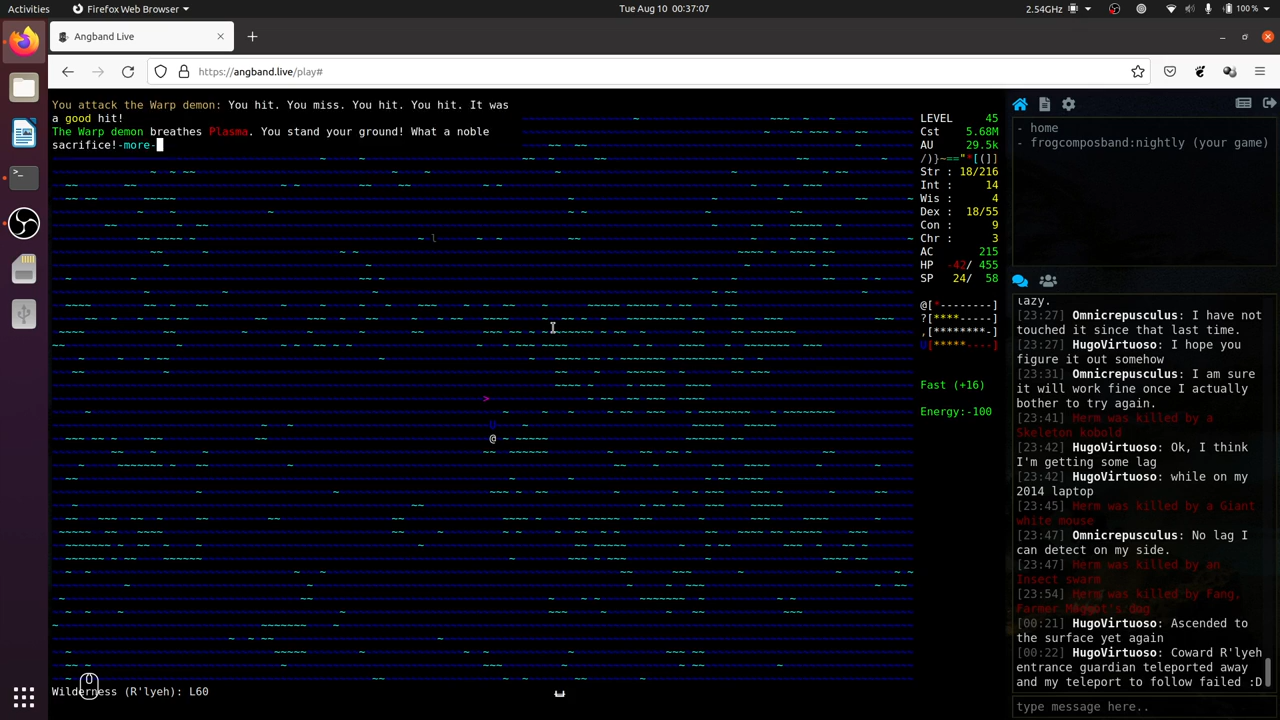 Activities
Firefox Web Browser
Tue Aug 10 00:37:07
2.54GHz
100 %
Angband Live
https://angband.live/play#
You attack the Warp demon: You hit. You miss. You hit. You hit. It was
a good hit!
The Warp demon breathes Plasma. You stand your ground! What a noble
sacrifice!-more-
LEVEL 45
Cst 5.68M
AU 29.5k
/)}~=="*[(]]
Str : 18/216
Int : 14
Wis : 4
Dex : 18/55
Con : 9
Chr : 3
AC 215
HP -42/ 455
SP 24/ 58
@[*--------]
?[****-----]
,[********-]
U[*****----]
Fast (+16)
Energy:-100
l
>
U
@
Wilderness (R'lyeh): L60
- home
- frogcomposband:nightly (your game)
lazy.
[23:27] Omnicrepusculus: I have not
touched it since that last time.
[23:27] HugoVirtuoso: I hope you
figure it out somehow
[23:31] Omnicrepusculus: I am sure
it will work fine once I actually
bother to try again.
[23:41] Herm was killed by a
Skeleton kobold
[23:42] HugoVirtuoso: Ok, I think
I'm getting some lag
[23:42] HugoVirtuoso: while on my
2014 laptop
[23:45] Herm was killed by a Giant
white mouse
[23:47] Omnicrepusculus: No lag I
can detect on my side.
[23:47] Herm was killed by an
Insect swarm
[23:54] Herm was killed by Fang,
Farmer Maggot's dog
[00:21] HugoVirtuoso: Ascended to
the surface yet again
[00:22] HugoVirtuoso: Coward R'lyeh
entrance guardian teleported away
and my teleport to follow failed :D
type message here..